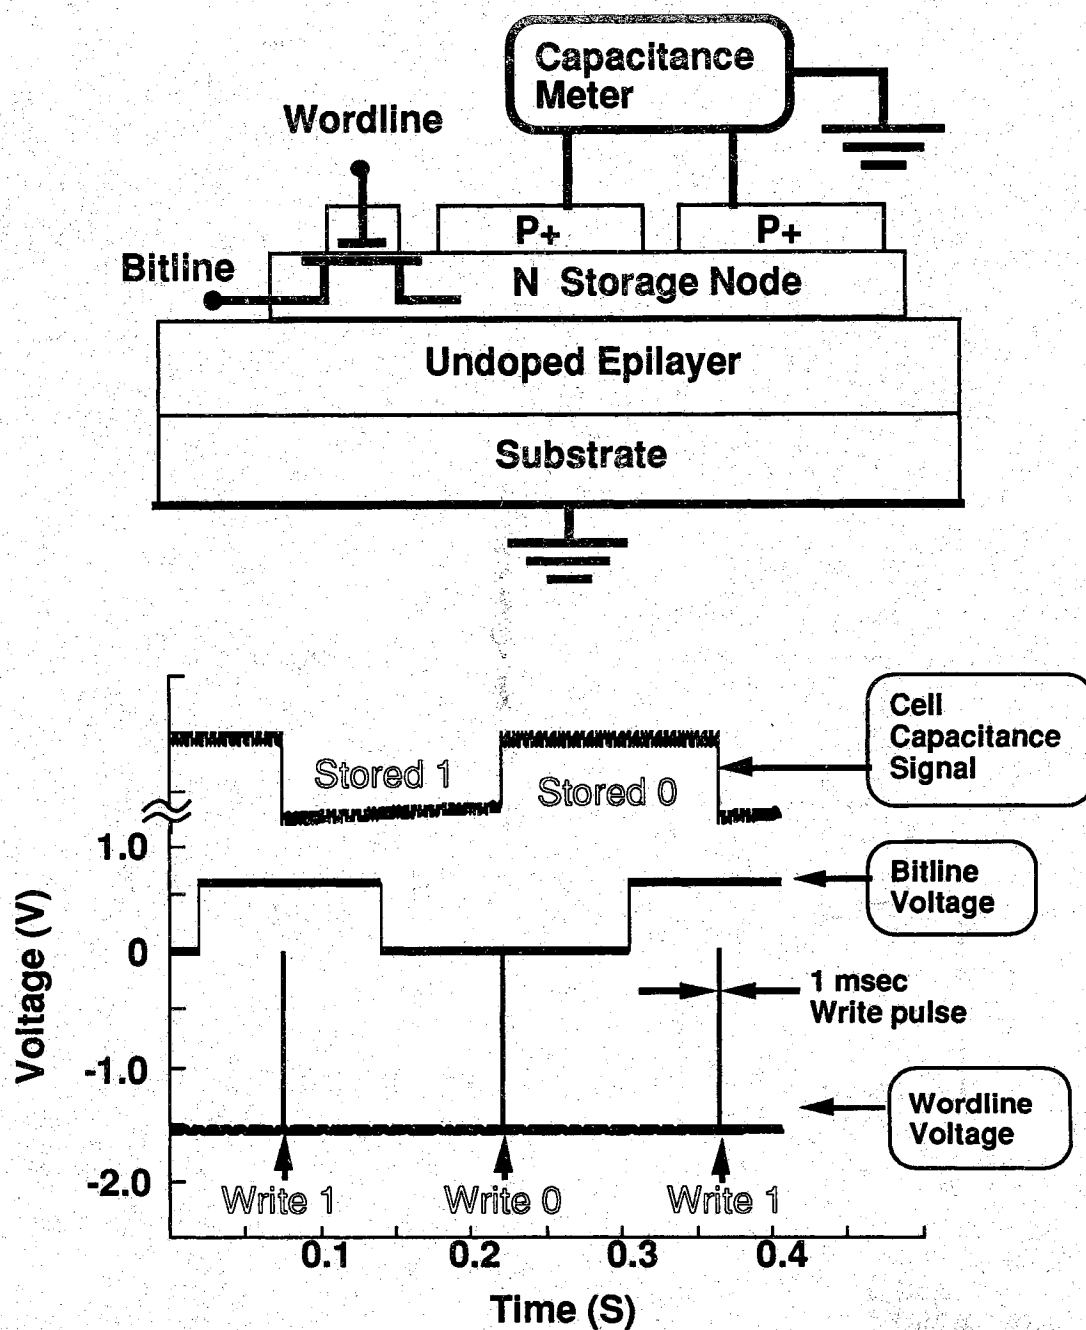 Capacitance
Meter
Wordline
P+
P+
Bitline
N Storage Node
Undoped Epilayer
Substrate
Cell
Capacitance
Signal
Stored 1
Stored 0
1.0
Bitline
Voltage
0
1 msec
Write pulse
Voltage (V)
-1.0
Wordline
Voltage
-2.0
Write 1
Write 0
Write 1
0.1
0.2
0.3
0.4
0.5
Time (S)